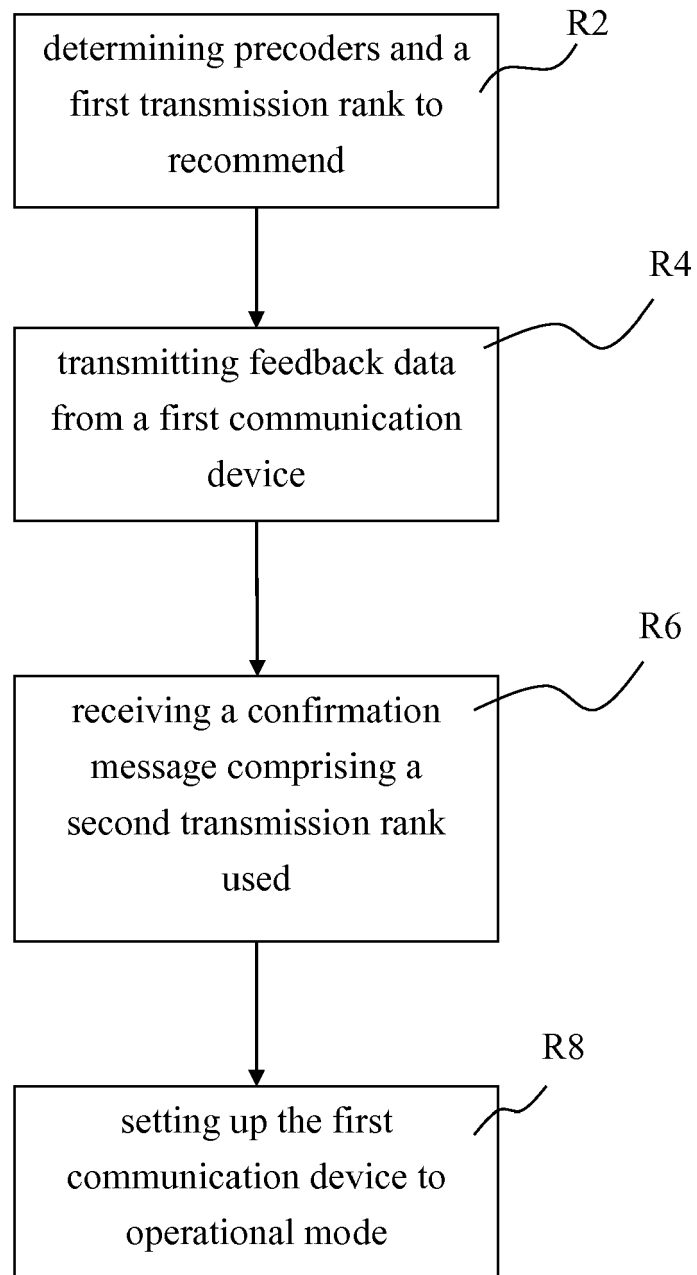 R2
determining precoders and a
first transmission rank to
recommend
R4
transmitting feedback data
from a first communication
device
R6
receiving a confirmation
message comprising a
second transmission rank
used
R8
setting up the first
communication device to
operational mode